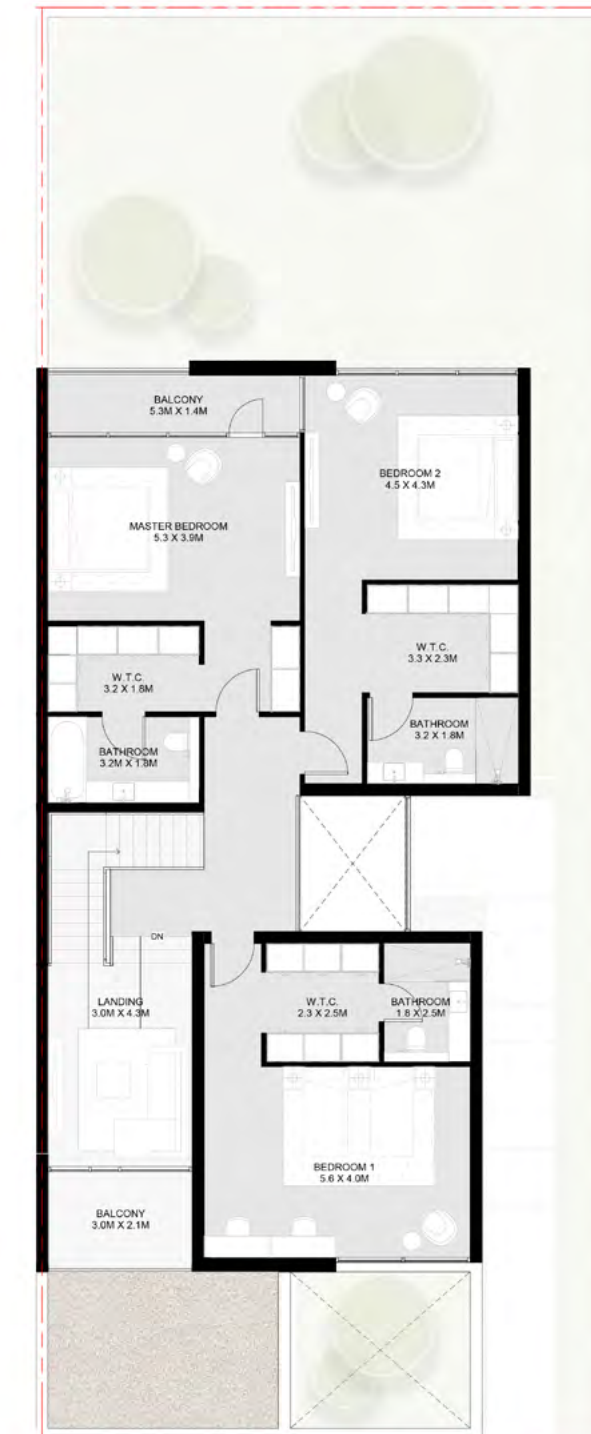 BALCONY
5.3M X 1.4M
BEDROOM 2
4.5 X 4.3M
MASTER BEDROOM
5.3 X 3.9M
W.T.C.
3.3 X 2.3M
W.T.C.
3.2 X 1.8M
BATHROOM
3.2 X 1.8M
BATHROOM
3.2M X 1.8M
DN
LANDING
3.0M X 4.3M
W.T.C.
2.3 X 2.5M
BATHROOM
1.8 X 2.5M
BEDROOM 1
5.6 X 4.0M
BALCONY
3.0M X 2.1M